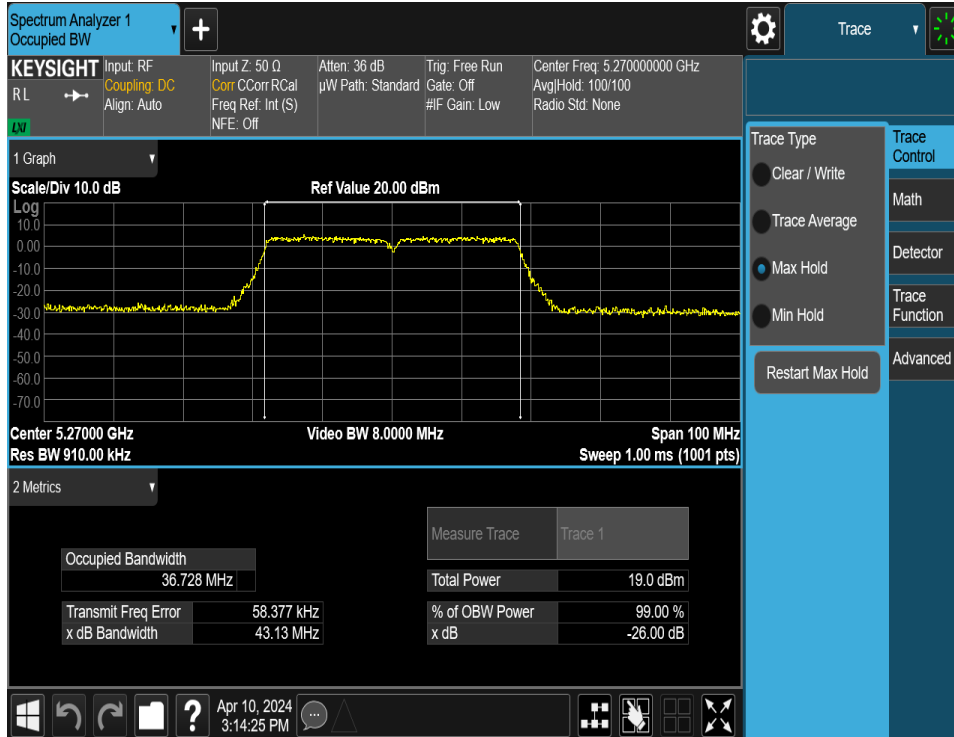 Spectrum Analyzer 1
Occupied BW
Trace
KEYSIGHT
R L
LXI
Input: RF
Coupling: DC
Align: Auto
Input Z: 50 Ω
Corr CCorr RCal
Freq Ref: Int (S)
NFE: Off
Atten: 36 dB
µW Path: Standard
Trig: Free Run
Gate: Off
#IF Gain: Low
Center Freq: 5.270000000 GHz
Avg|Hold: 100/100
Radio Std: None
1 Graph
Scale/Div 10.0 dB
Ref Value 20.00 dBm
Log
10.0
0.00
-10.0
-20.0
-30.0
-40.0
-50.0
-60.0
-70.0
Center 5.27000 GHz
Video BW 8.0000 MHz
Span 100 MHz
Res BW 910.00 kHz
Sweep 1.00 ms (1001 pts)
2 Metrics
Measure Trace
Trace 1
Occupied Bandwidth
36.728 MHz
Total Power
19.0 dBm
Transmit Freq Error
58.377 kHz
% of OBW Power
99.00 %
x dB Bandwidth
43.13 MHz
x dB
-26.00 dB
Trace Type
Clear / Write
Trace Average
Max Hold
Min Hold
Restart Max Hold
Trace
Control
Math
Detector
Trace
Function
Advanced
?
Apr 10, 2024
3:14:25 PM